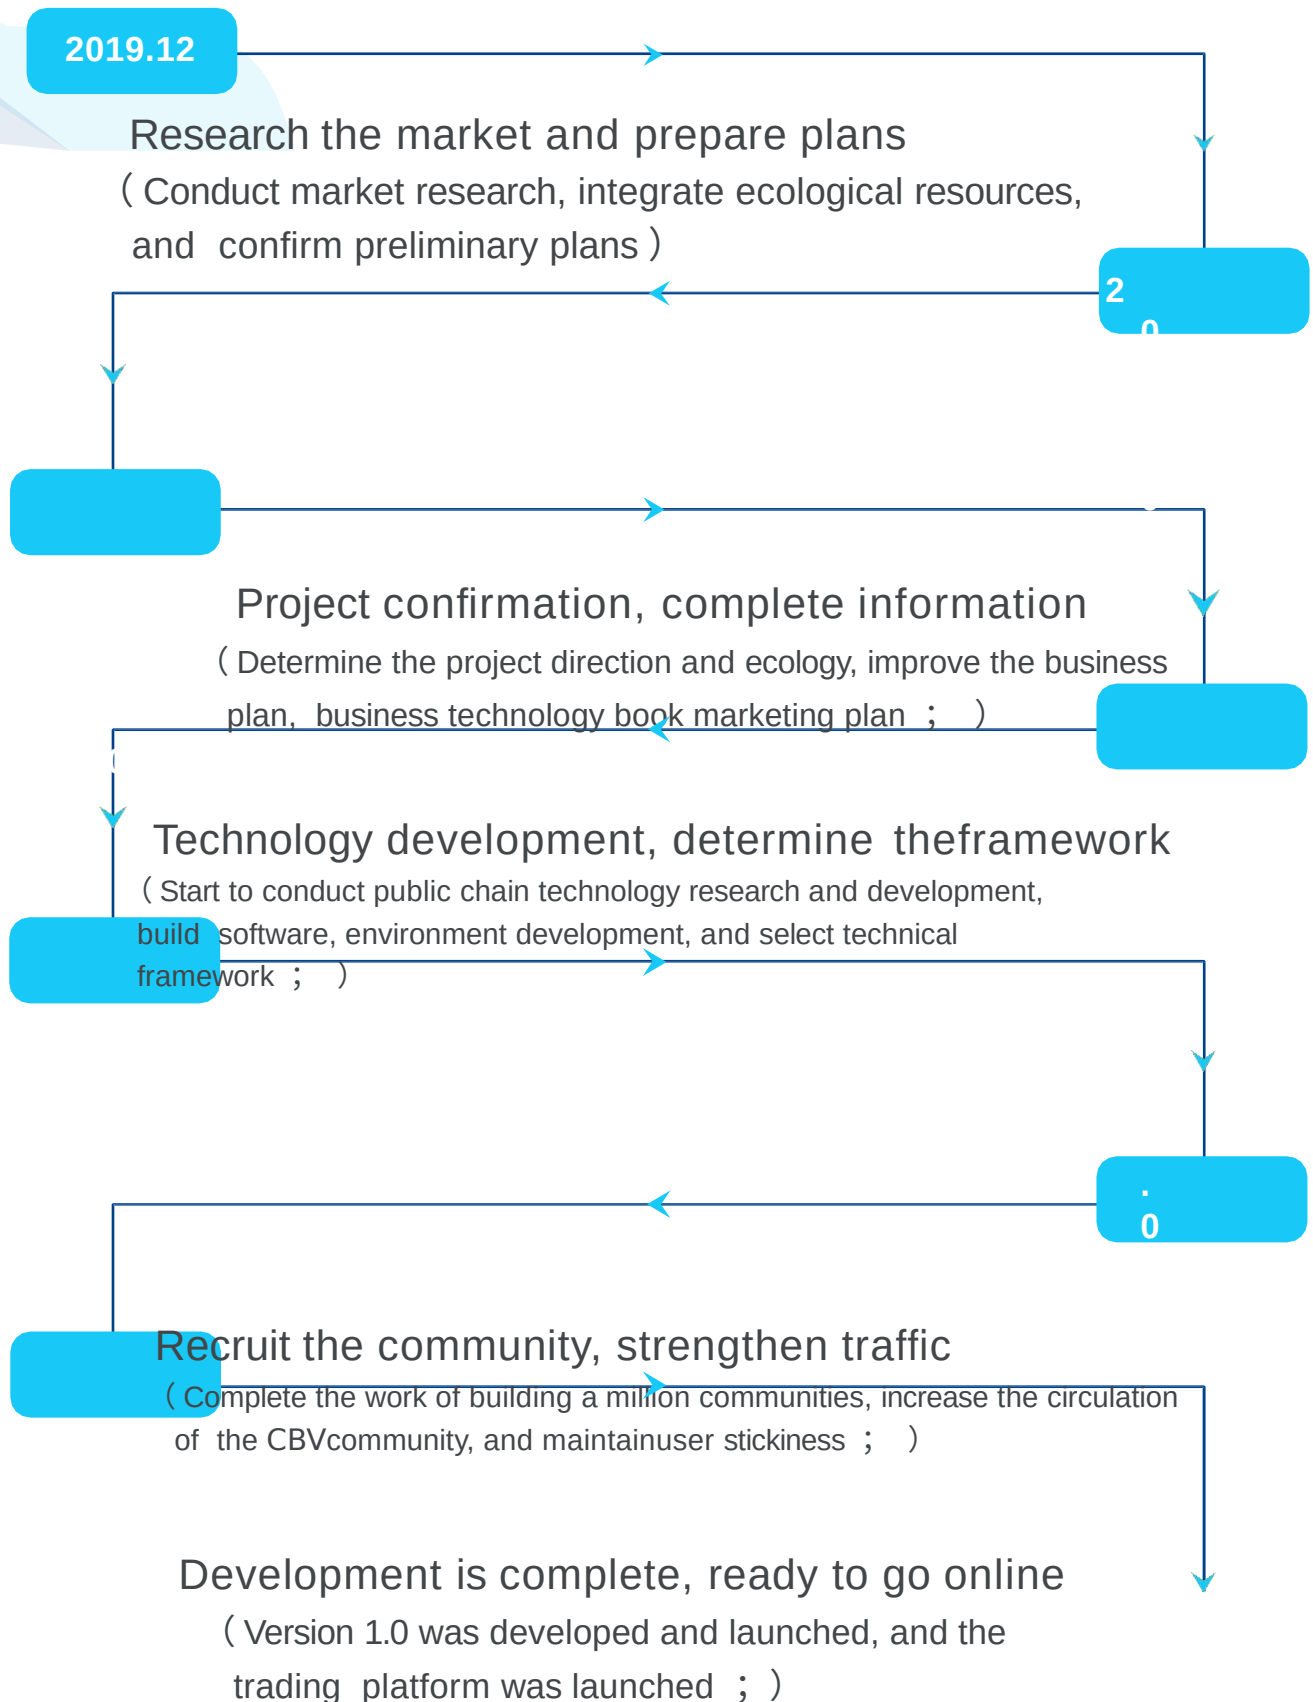 2019.12
Research the market and prepare plans
（Conduct market research, integrate ecological resources,
and confirm preliminary plans）
2
0
Project confirmation, complete information
（Determine the project direction and ecology, improve the business
plan, business technology book marketing plan ； ）
Technology development, determine theframework
（Start to conduct public chain technology research and development,
build software, environment development, and select technical
framework ； ）
.
0
Recruit the community, strengthen traffic
（Complete the work of building a million communities, increase the circulation
of the CBVcommunity, and maintainuser stickiness ； ）
Development is complete, ready to go online
（Version 1.0 was developed and launched, and the
trading platform was launched ；）